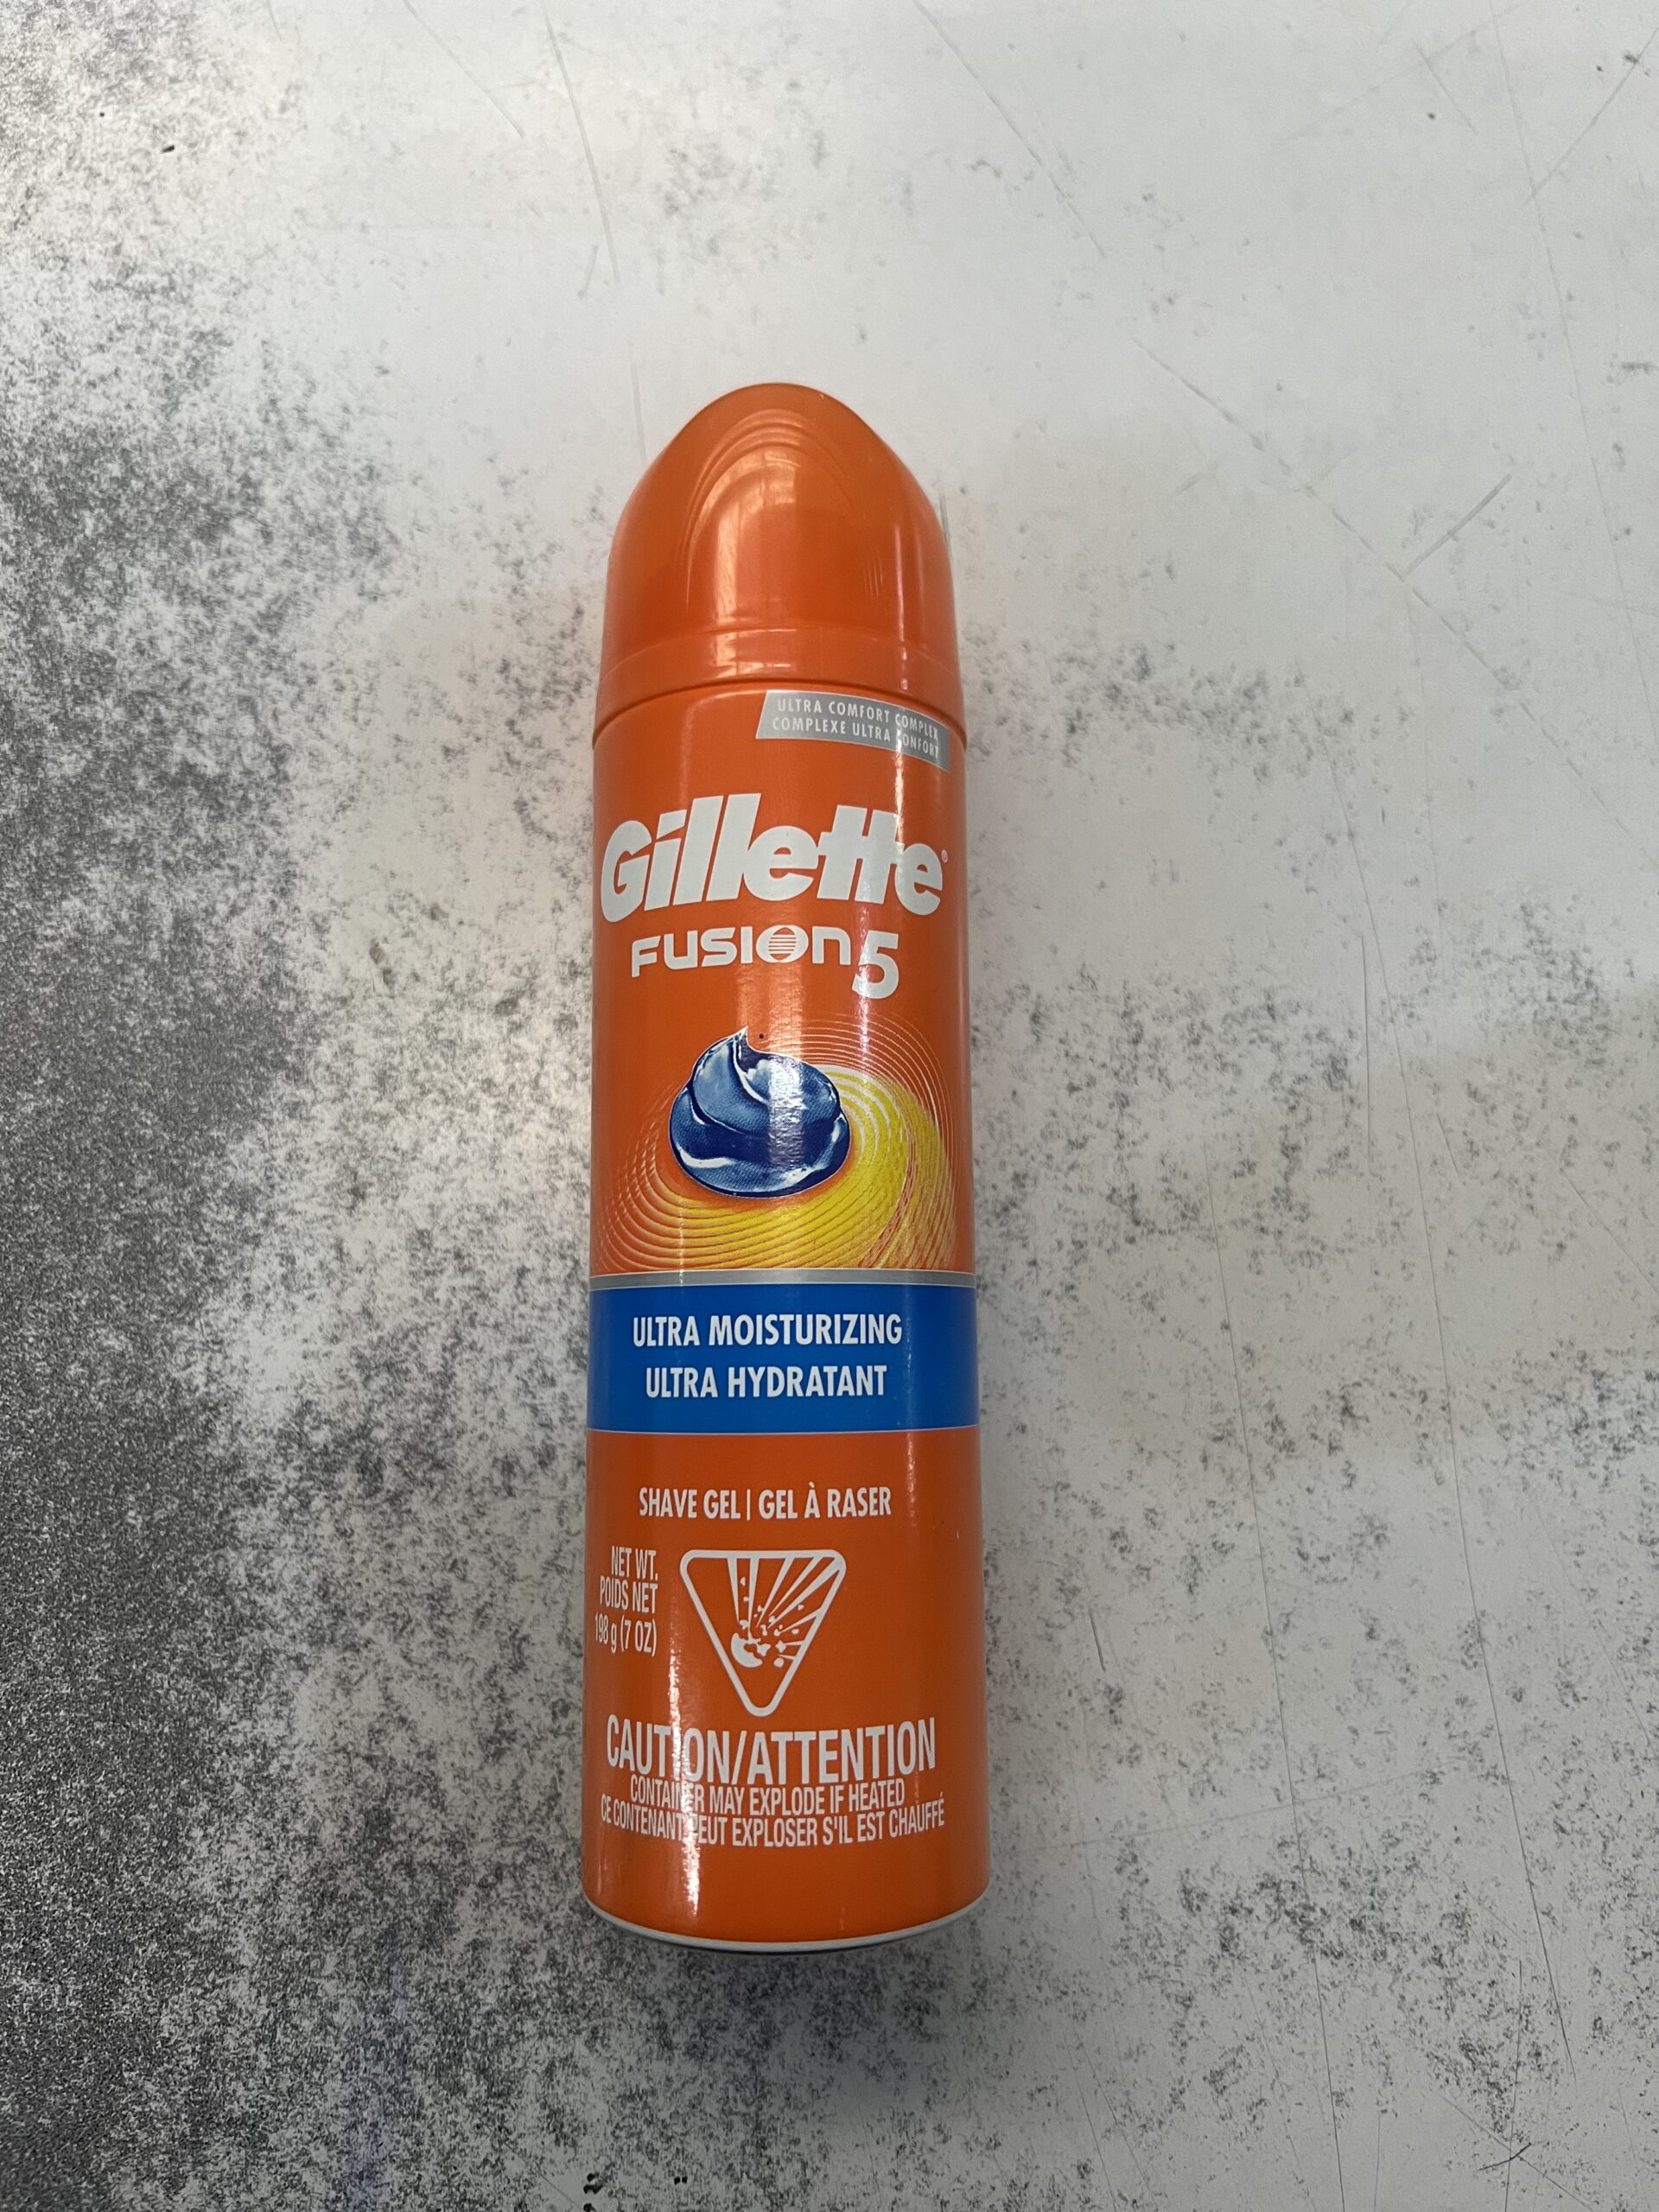 ULTRA COMFORT COMPLEX
COMPLEXE ULTRA CONFORT
Gillette®
FUSION5
ULTRA MOISTURIZING
ULTRA HYDRATANT
SHAVE GEL | GEL À RASER
NET WT.
POIDS NET
198 g (7 OZ)
CAUTION/ATTENTION
CONTAINER MAY EXPLODE IF HEATED
CE CONTENANT PEUT EXPLOSER S'IL EST CHAUFFÉ